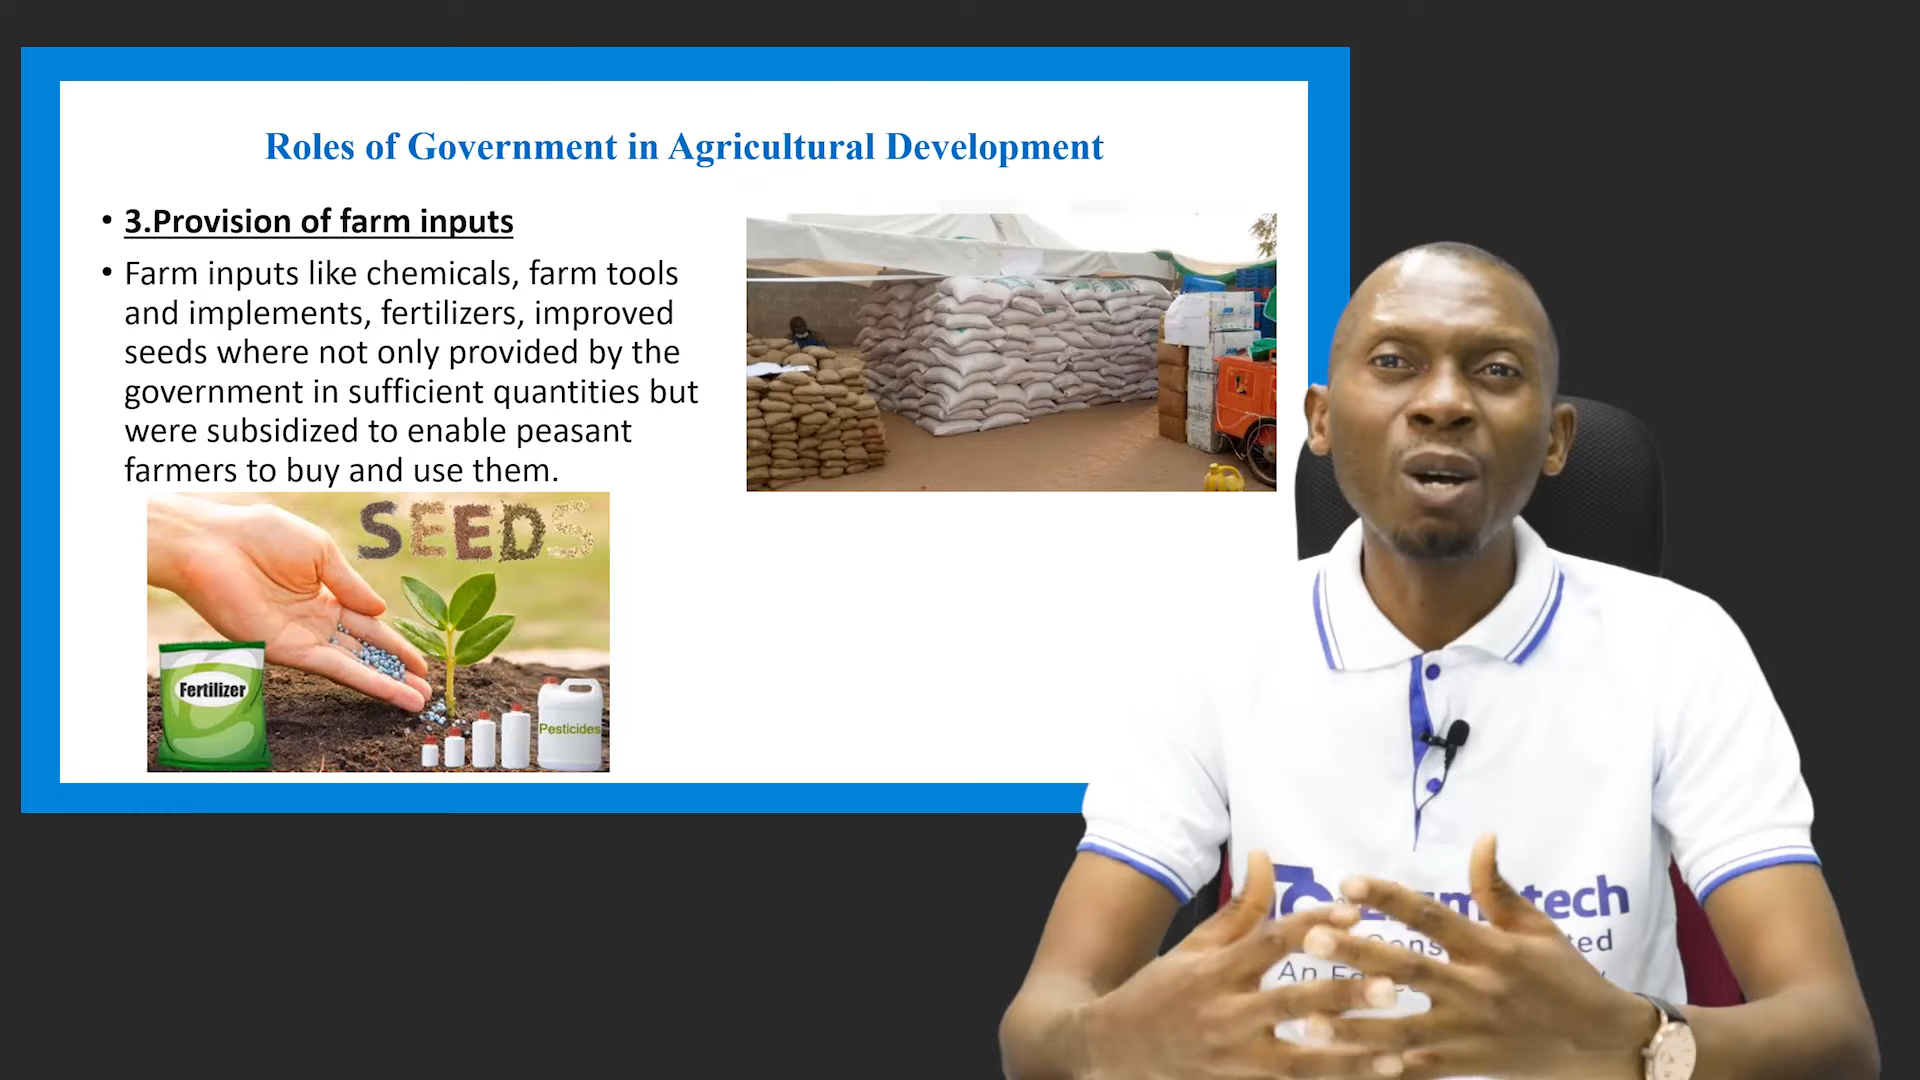 Roles of Government in Agricultural Development
• 3.Provision of farm inputs
• Farm inputs like chemicals, farm tools
and implements, fertilizers, improved
seeds where not only provided by the
government in sufficient quantities but
were subsidized to enable peasant
farmers to buy and use them.
SEEDS
Fertilizer
Pesticides
tech
An